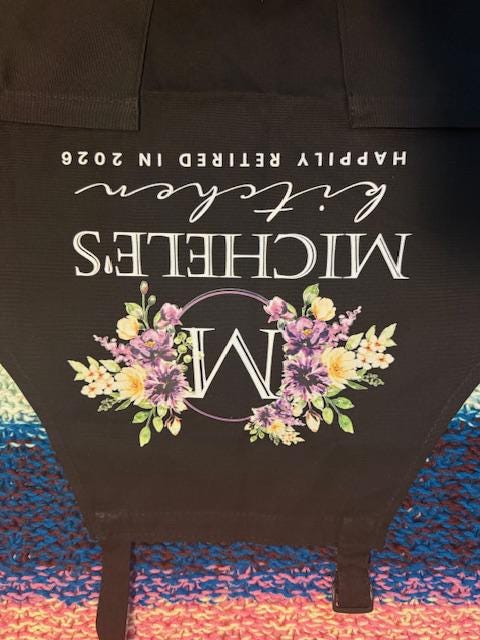 M
MICHELE'S
kitchen
HAPPILY RETIRED IN 2026